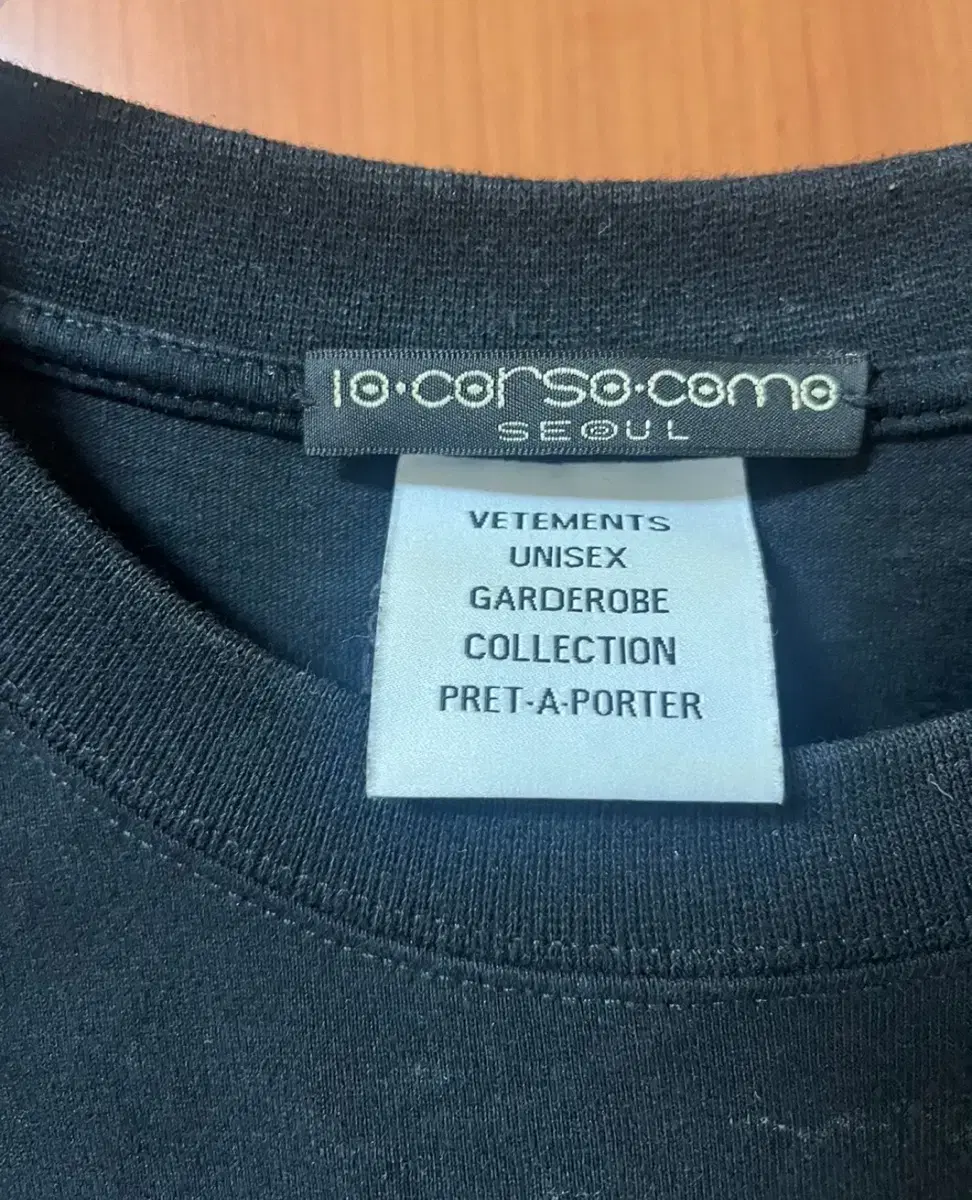 10·corso·como
SEOUL
VETEMENTS
UNISEX
GARDEROBE
COLLECTION
PRET-A-PORTER